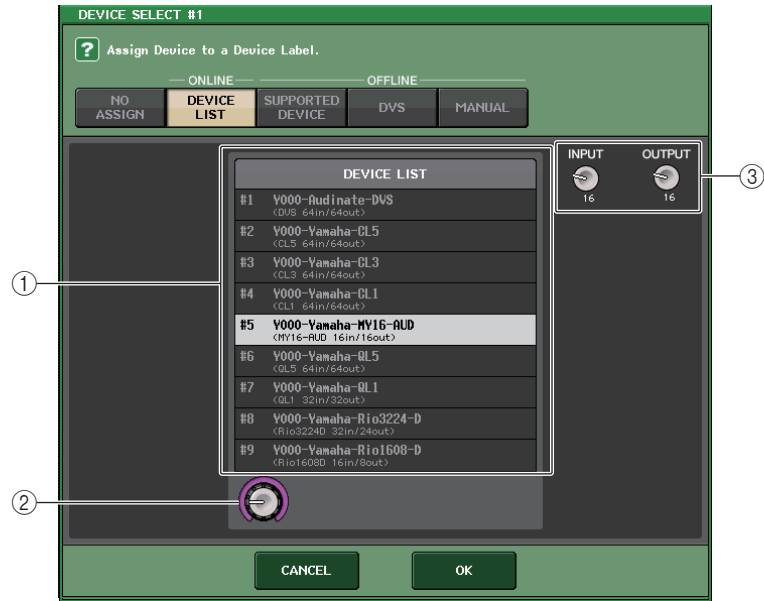 DEVICE SELECT #1
? Assign Device to a Device Label.
ONLINE OFFLINE
NO ASSIGN
DEVICE LIST
SUPPORTED DEVICE
DVS
MANUAL
DEVICE LIST
#1 Y000-Audinate-DVS
(DVS 64in/64out)
#2 Y000-Yamaha-CL5
(CL5 64in/64out)
#3 Y000-Yamaha-CL3
(CL3 64in/64out)
#4 Y000-Yamaha-CL1
(CL1 64in/64out)
#5 Y000-Yamaha-MY16-AUD
(MY16-AUD 16in/16out)
#6 Y000-Yamaha-QL5
(QL5 64in/64out)
#7 Y000-Yamaha-QL1
(QL1 32in/32out)
#8 Y000-Yamaha-Rio3224-D
(Rio3224D 32in/24out)
#9 Y000-Yamaha-Rio1608-D
(Rio1608D 16in/8out)
INPUT OUTPUT
16 16
①
②
③
CANCEL OK